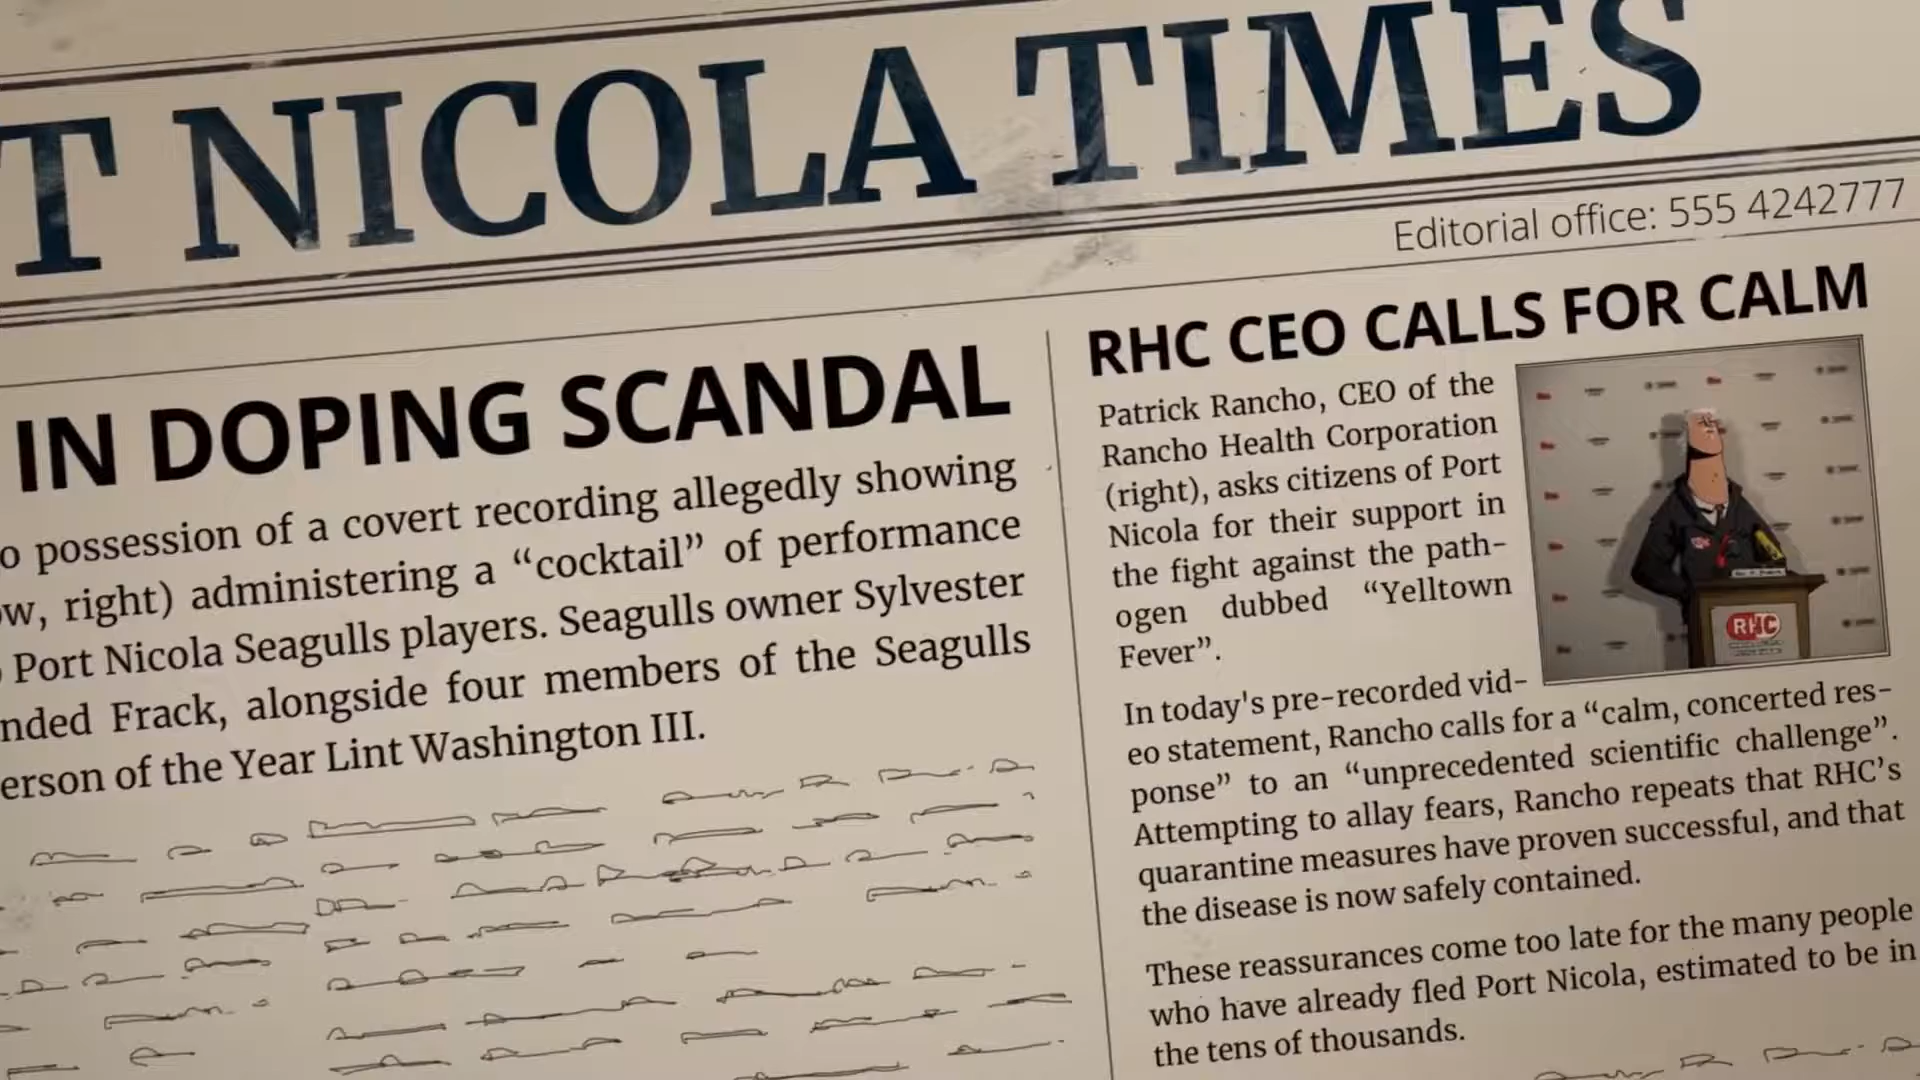 T NICOLA TIMES
Editorial office: 555 4242777
IN DOPING SCANDAL
o possession of a covert recording allegedly showing
ow, right) administering a “cocktail” of performance
Port Nicola Seagulls players. Seagulls owner Sylvester
nded Frack, alongside four members of the Seagulls
erson of the Year Lint Washington III.
RHC CEO CALLS FOR CALM
Patrick Rancho, CEO of the
Rancho Health Corporation
(right), asks citizens of Port
Nicola for their support in
the fight against the path-
ogen dubbed “Yelltown
Fever”.
In today's pre-recorded vid-
eo statement, Rancho calls for a “calm, concerted res-
ponse” to an “unprecedented scientific challenge”.
Attempting to allay fears, Rancho repeats that RHC’s
quarantine measures have proven successful, and that
the disease is now safely contained.
These reassurances come too late for the many people
who have already fled Port Nicola, estimated to be in
the tens of thousands.
RHC